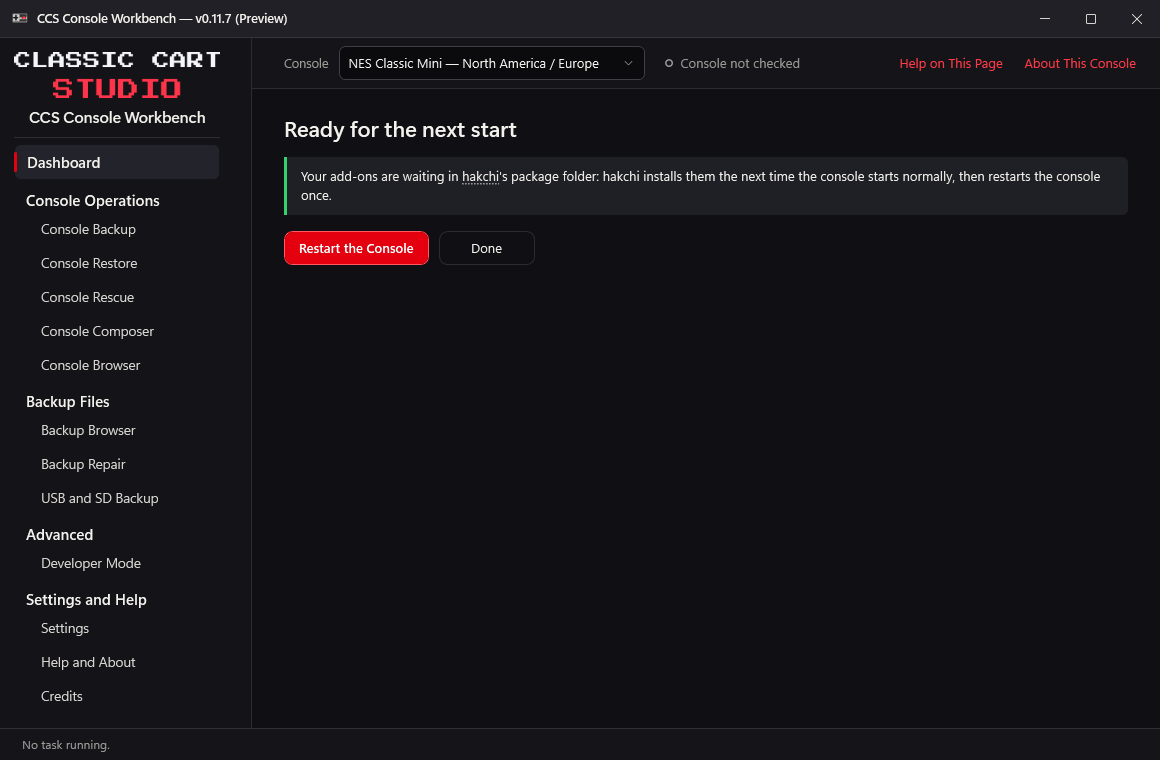 CCS Console Workbench — v0.11.7 (Preview)
CLASSIC CART
STUDIO
CCS Console Workbench
Console
NES Classic Mini — North America / Europe
Console not checked
Help on This Page
About This Console
Dashboard
Console Operations
Console Backup
Console Restore
Console Rescue
Console Composer
Console Browser
Backup Files
Backup Browser
Backup Repair
USB and SD Backup
Advanced
Developer Mode
Settings and Help
Settings
Help and About
Credits
Ready for the next start
Your add-ons are waiting in hakchi's package folder: hakchi installs them the next time the console starts normally, then restarts the console
once.
Restart the Console
Done
No task running.